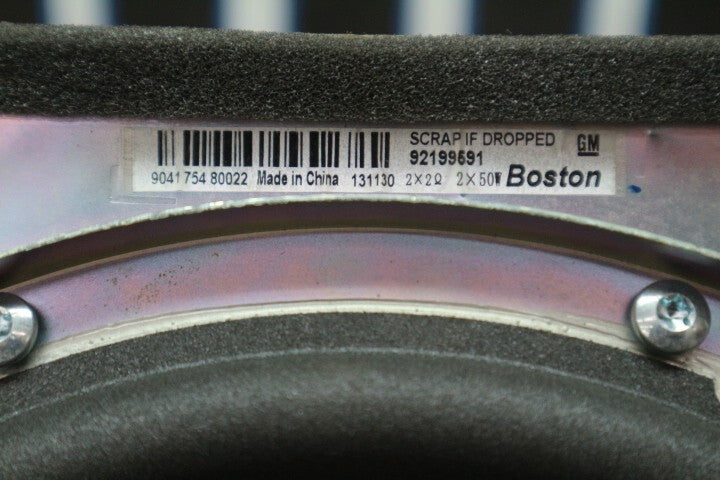 SCRAP IF DROPPED GM
92199691
9041 754 80022 Made in China 131130 2×2Ω 2×50W Boston